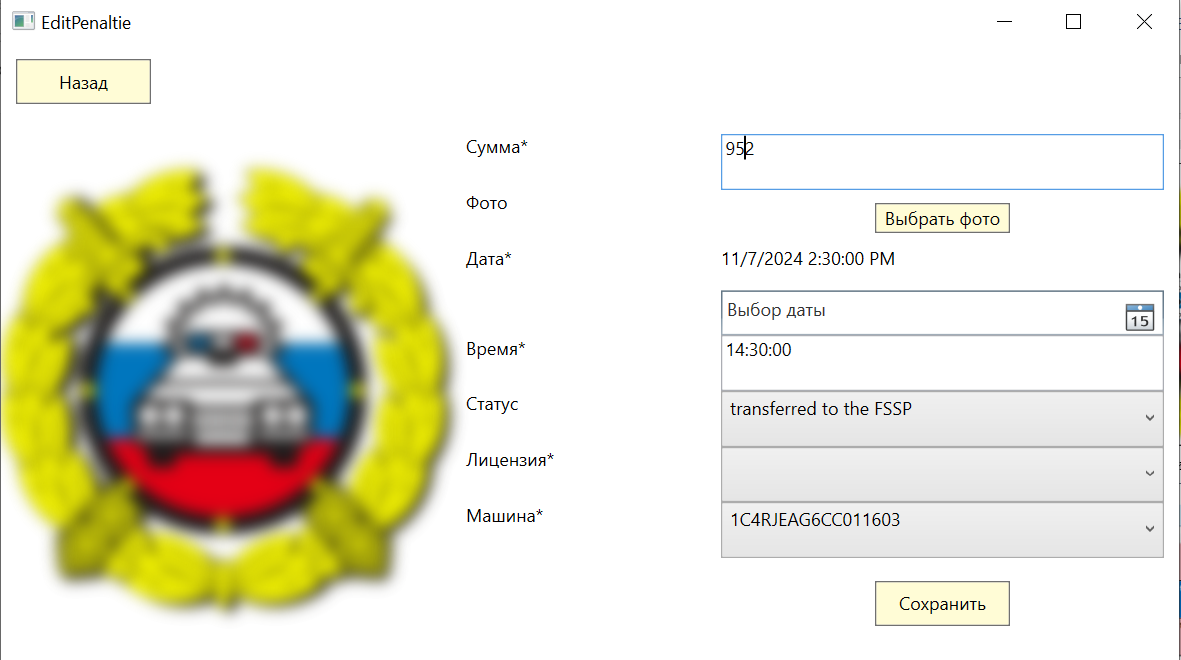 EditPenaltie
Назад
Сумма*
952
Фото
Выбрать фото
Дата*
11/7/2024 2:30:00 PM
Выбор даты
15
Время*
14:30:00
Статус
transferred to the FSSP
Лицензия*
Машина*
1C4RJEAG6CC011603
Сохранить